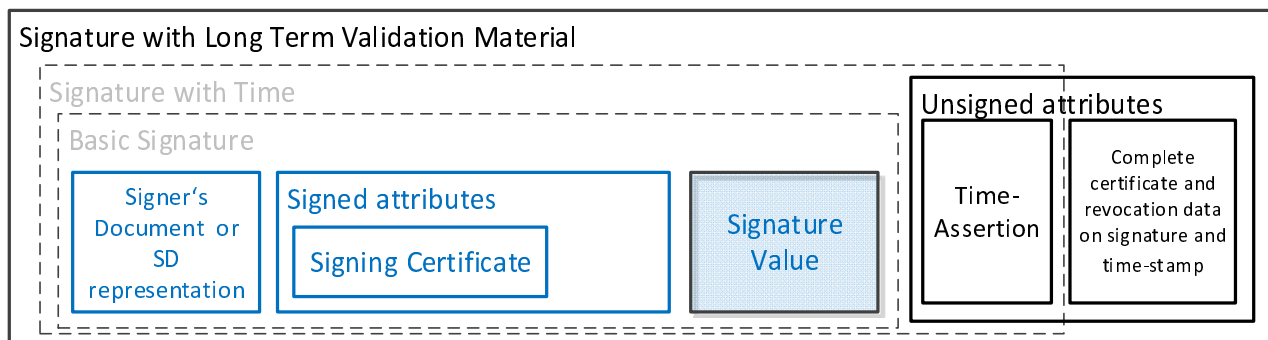 Signature with Long Term Validation Material
Signature with Time
Unsigned attributes
Basic Signature
Signer‘s
Document or
SD
representation
Signed attributes
Signing Certificate
Signature
Value
Time-
Assertion
Complete
certificate and
revocation data
on signature and
time-stamp